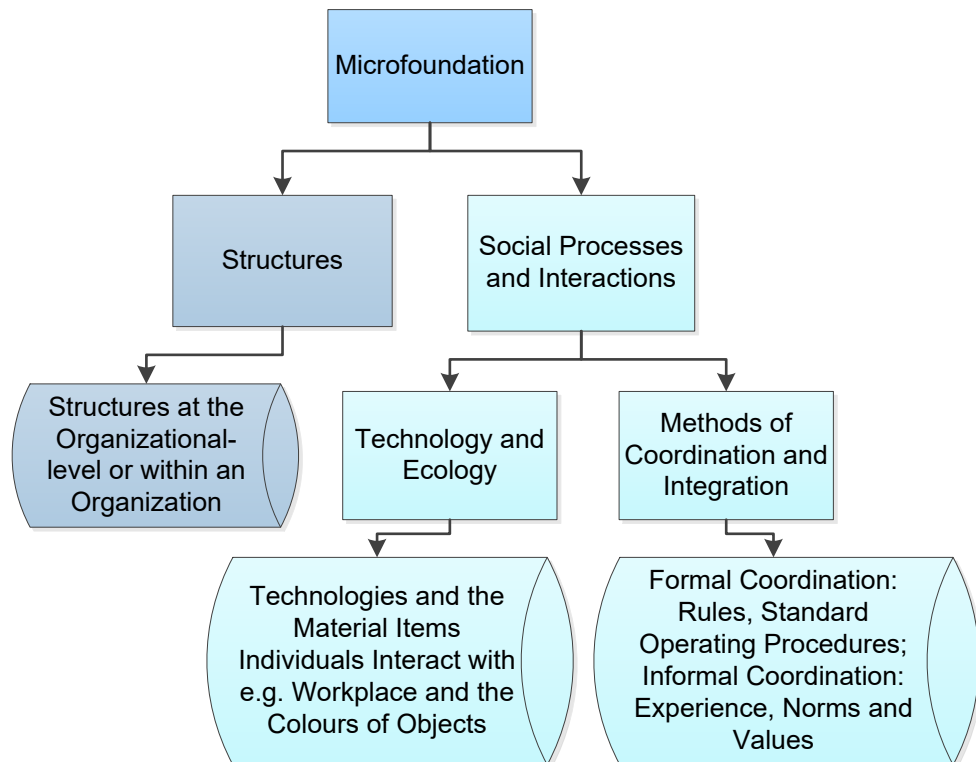 Microfoundation
Structures
Social Processes
and Interactions
Structures at the
Organizational-
level or within an
Organization
Technology and
Ecology
Methods of
Coordination and
Integration
Technologies and the
Material Items
Individuals Interact with
e.g. Workplace and the
Colours of Objects
Formal Coordination:
Rules, Standard
Operating Procedures;
Informal Coordination:
Experience, Norms and
Values